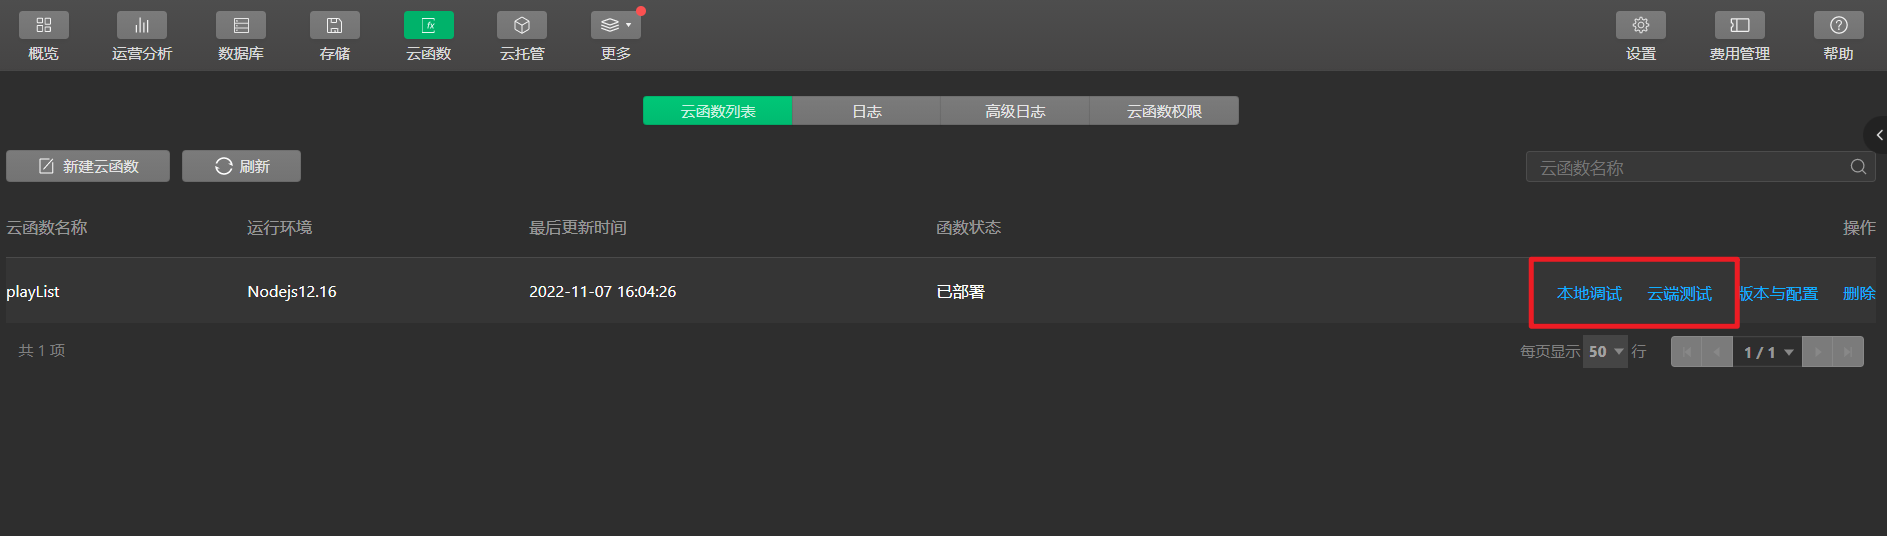 概览 运营分析 数据库 存储 云函数 云托管 更多 设置 费用管理 帮助
云函数列表 日志 高级日志 云函数权限
新建云函数 刷新 云函数名称
云函数名称 运行环境 最后更新时间 函数状态 操作
playList Nodejs12.16 2022-11-07 16:04:26 已部署 本地调试 云端测试 版本与配置 删除
共 1 项 每页显示 50 行 1 / 1